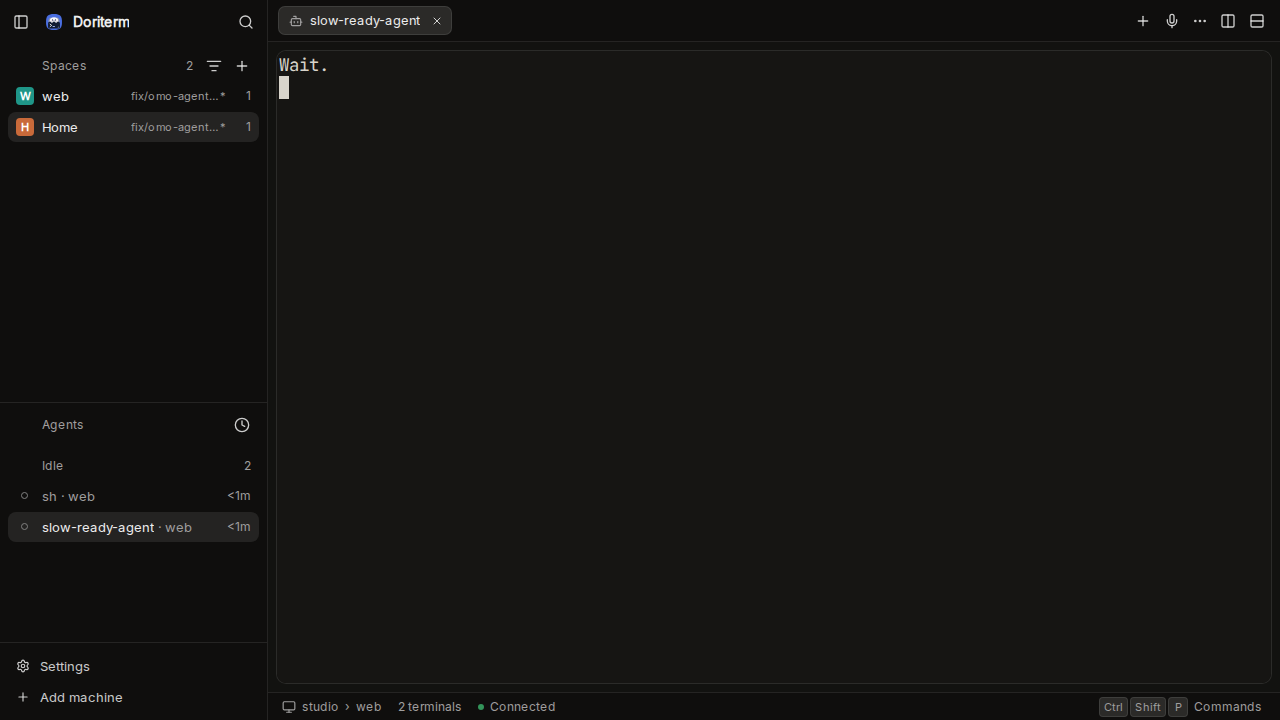 Doriterm
Spaces 2
W web fix/omo-agent...* 1
H Home fix/omo-agent...* 1
Agents
Idle 2
sh · web <1m
slow-ready-agent · web <1m
Settings
Add machine
slow-ready-agent
Wait.
studio › web 2 terminals Connected
Ctrl Shift P Commands